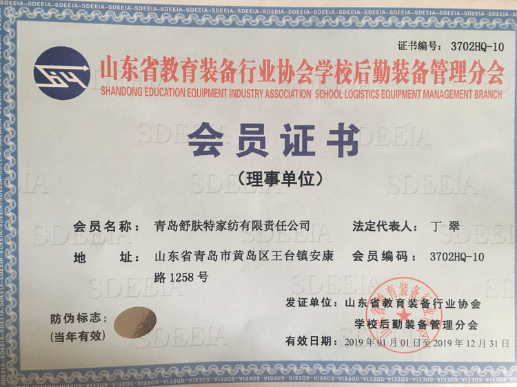 证书编号: 3702HQ-10
山东省教育装备行业协会学校后勤装备管理分会
SHANDONG EDUCATION EQUIPMENT INDUSTRY ASSOCIATION SCHOOL LOGISTICS EQUIPMENT MANAGEMENT BRANCH
会员证书
(理事单位)
会员名称: 青岛舒肤特家纺有限责任公司
法定代表人: 丁 翠
地 址: 山东省青岛市黄岛区王台镇安康
路1258号
会员编码: 3702HQ-10
防伪标志:
(当年有效)
发证单位: 山东省教育装备行业协会
学校后勤装备管理分会
有效日期: 2019年01月01日至2019年12月31日
SDEEIA